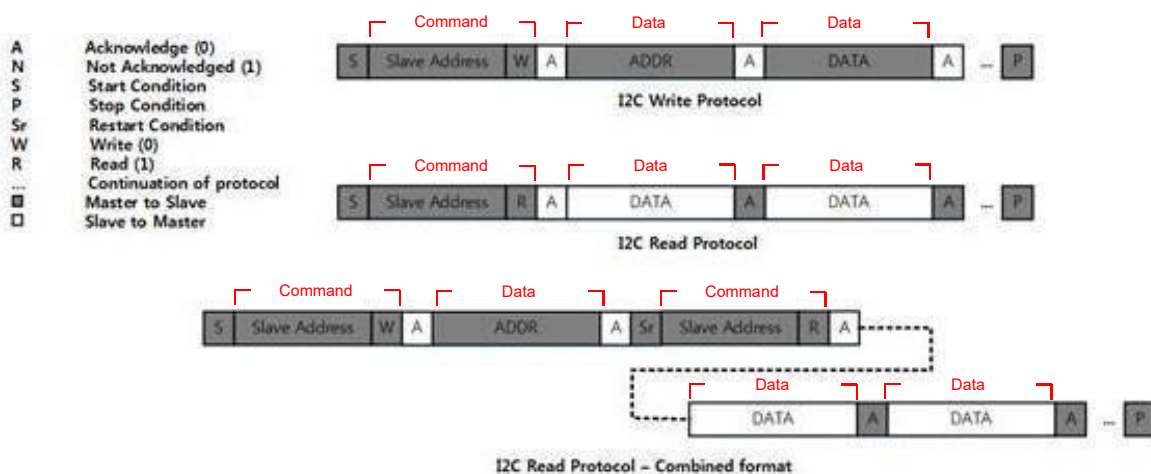 A Acknowledge (0)
N Not Acknowledged (1)
S Start Condition
P Stop Condition
Sr Restart Condition
W Write (0)
R Read (1)
... Continuation of protocol
Master to Slave
Slave to Master
Command Data Data
S Slave Address W A ADDR A DATA A ... P
I2C Write Protocol
Command Data Data
S Slave Address R A DATA A DATA A ... P
I2C Read Protocol
Command Data Command
S Slave Address W A ADDR A Sr Slave Address R A
Data Data
DATA A DATA A ... P
I2C Read Protocol – Combined format